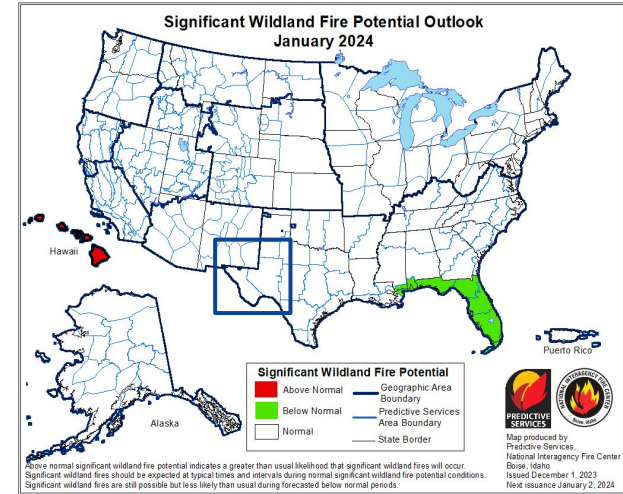 Significant Wildland Fire Potential Outlook
January 2024
Hawaii
Alaska
Puerto Rico
Significant Wildland Fire Potential
Above Normal
Below Normal
Normal
Geographic Area
Boundary
Predictive Services
Area Boundary
State Border
PREDICTIVE
SERVICES
NATIONAL INTERAGENCY FIRE CENTER
Boise, Idaho
Map produced by
Predictive Services,
National Interagency Fire Center
Boise, Idaho
Issued December 1, 2023
Next issuance January 2, 2024
Above normal significant wildland fire potential indicates a greater than usual likelihood that significant wildland fires will occur.
Significant wildland fires should be expected at typical times and intervals during normal significant wildland fire potential conditions.
Significant wildland fires are still possible but less likely than usual during forecasted below normal periods.